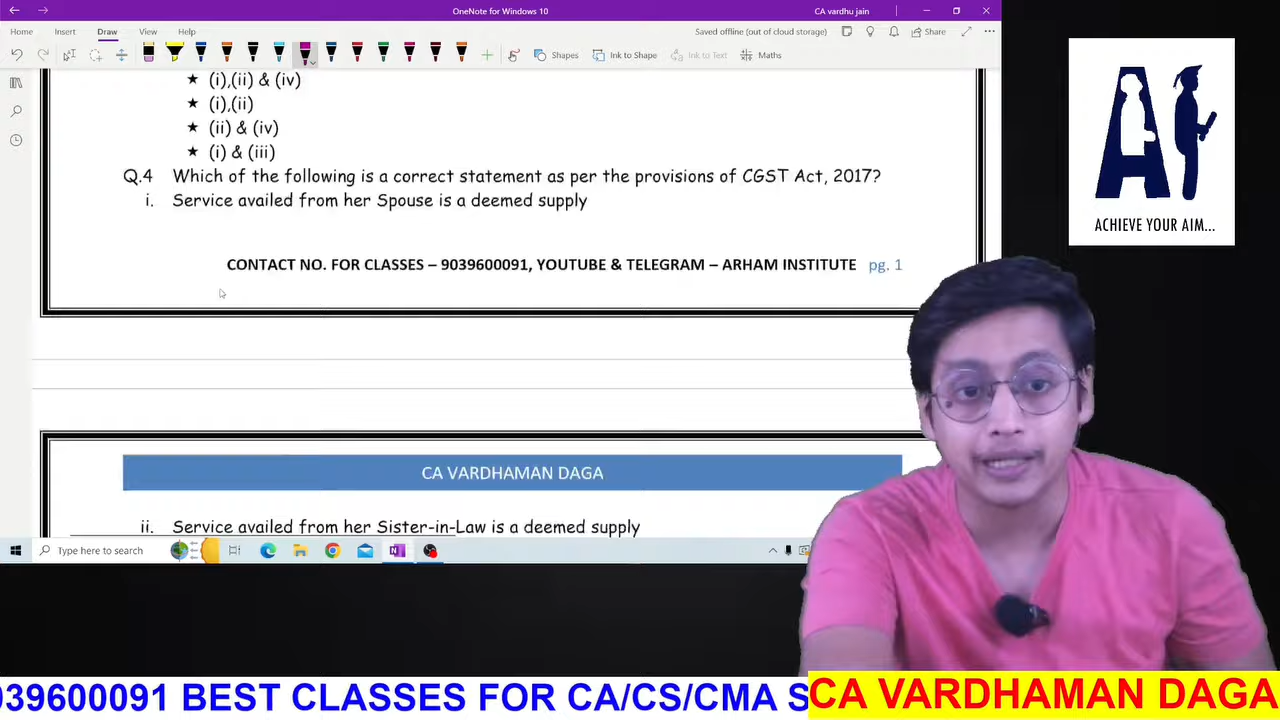 OneNote for Windows 10
CA vardhu jain
Home Insert Draw View Help
Saved offline (out of cloud storage)
Share
Shapes
Ink to Shape
Ink to Text
Maths
★ (i),(ii) & (iv)
★ (i),(ii)
★ (ii) & (iv)
★ (i) & (iii)
Q.4 Which of the following is a correct statement as per the provisions of CGST Act, 2017?
i. Service availed from her Spouse is a deemed supply
CONTACT NO. FOR CLASSES – 9039600091, YOUTUBE & TELEGRAM – ARHAM INSTITUTE pg. 1
CA VARDHAMAN DAGA
ii. Service availed from her Sister-in-Law is a deemed supply
Type here to search
A
ACHIEVE YOUR AIM...
039600091 BEST CLASSES FOR CA/CS/CMA S
CA VARDHAMAN DAGA